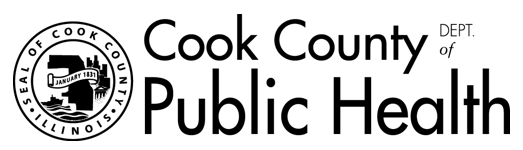 SEAL OF COOK COUNTY
JANUARY 1831
ILLINOIS
Cook County DEPT.
of
Public Health